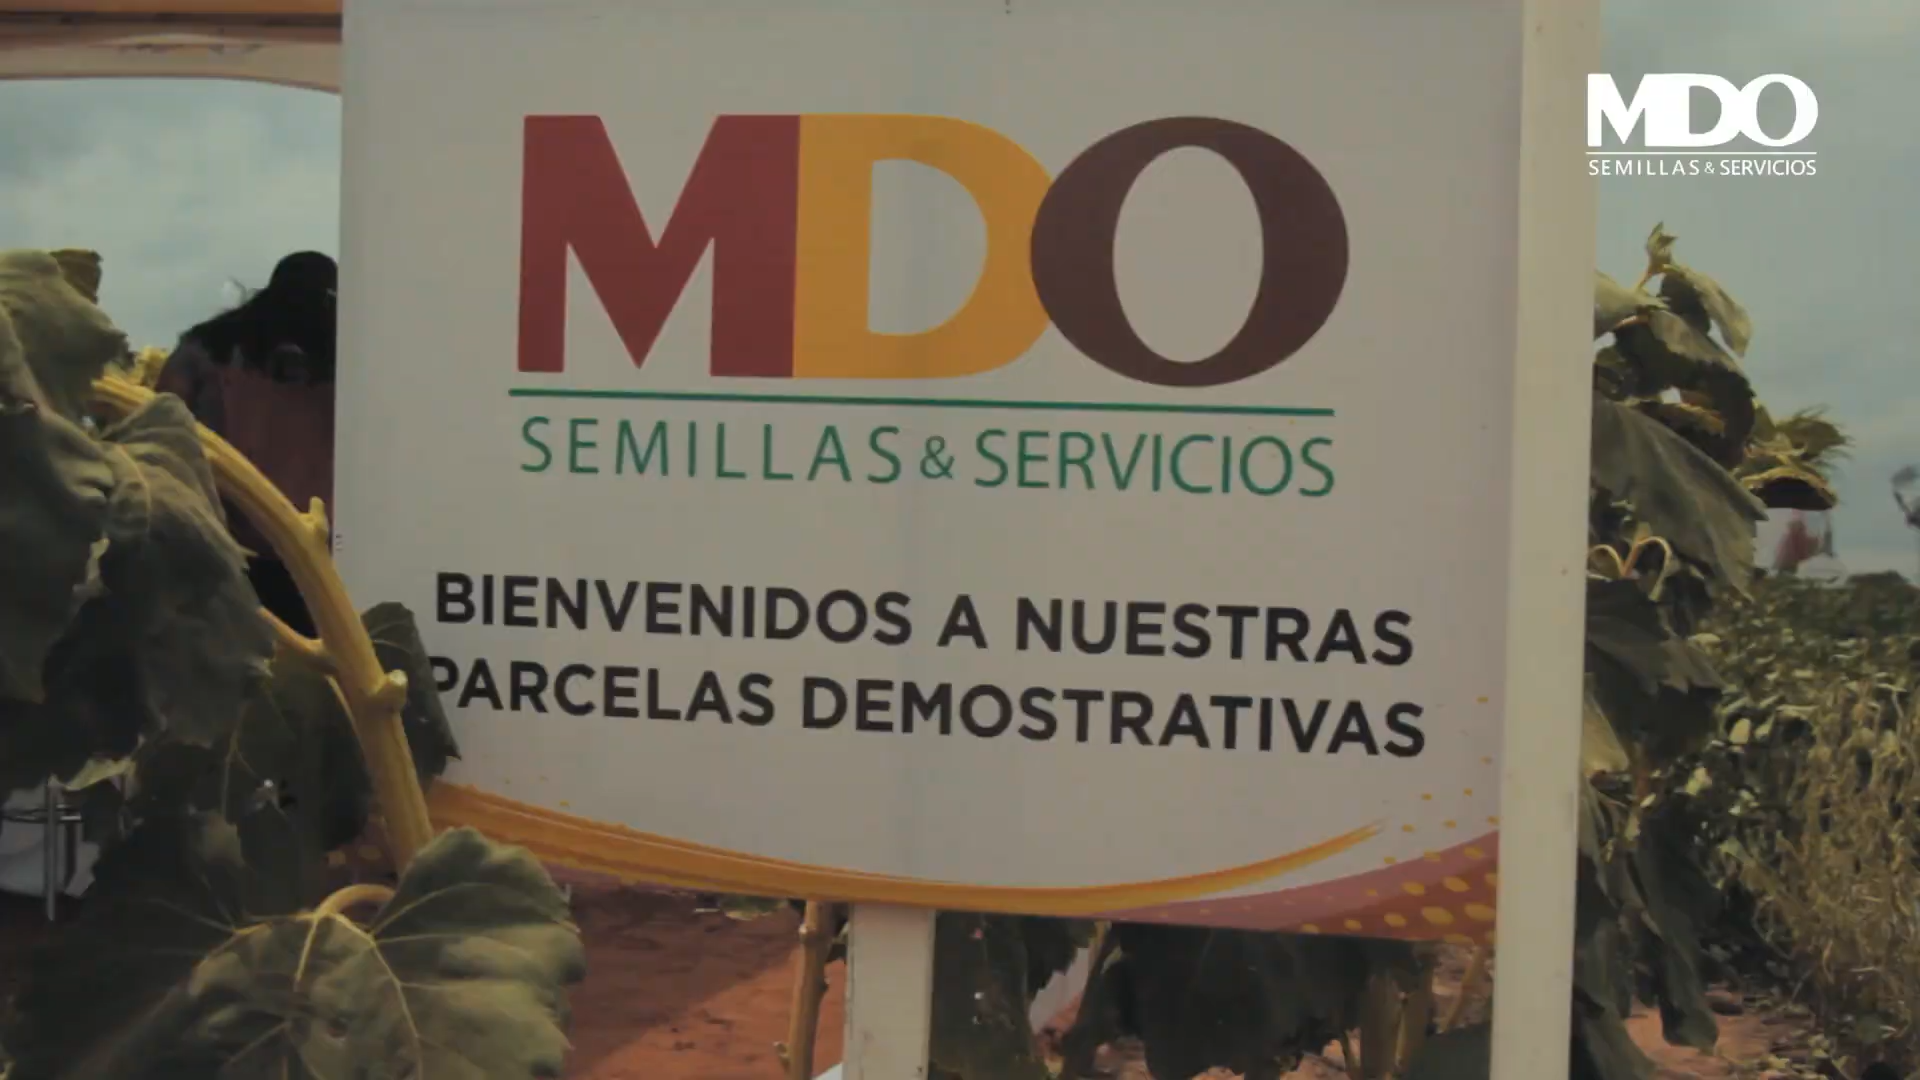 MDO
SEMILLAS & SERVICIOS
MDO
SEMILLAS & SERVICIOS
BIENVENIDOS A NUESTRAS
PARCELAS DEMOSTRATIVAS